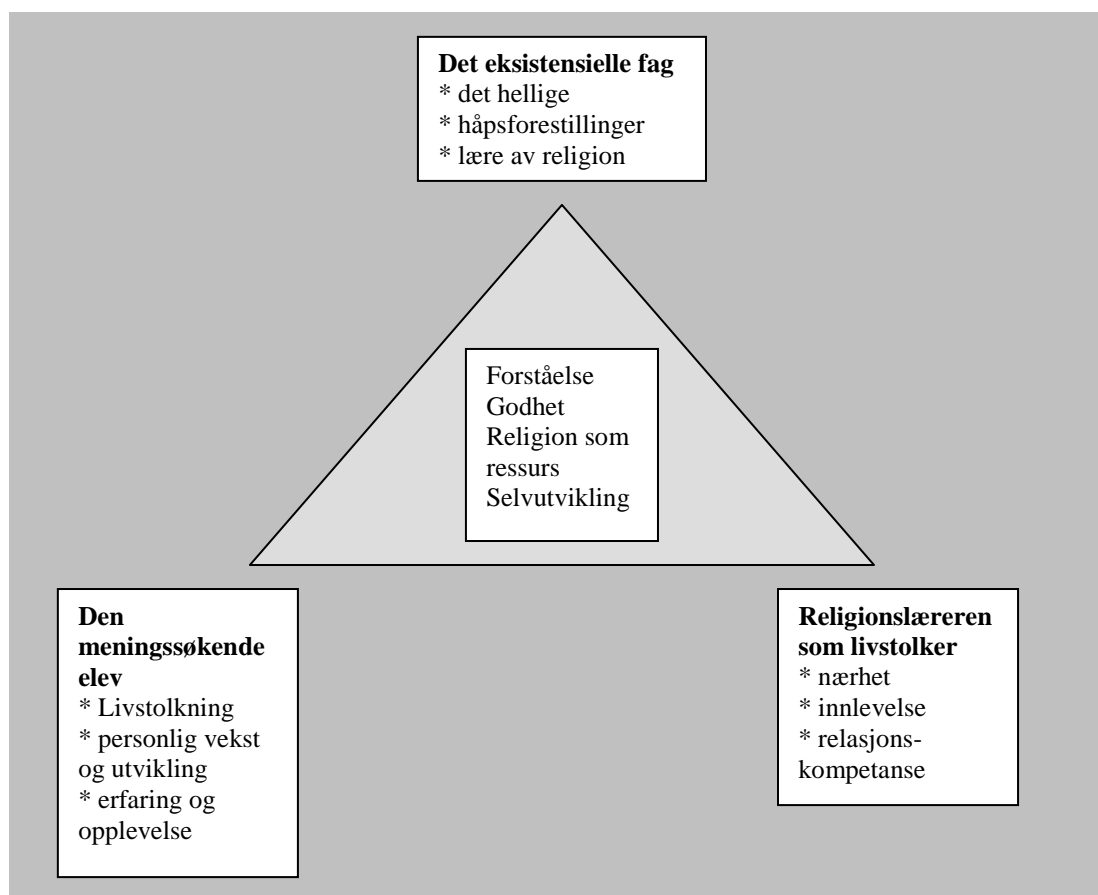 Det eksistensielle fag
* det hellige
* håpsforestillinger
* lære av religion
Forståelse
Godhet
Religion som
ressurs
Selvutvikling
Den
meningssøkende
elev
* Livstolkning
* personlig vekst
og utvikling
* erfaring og
opplevelse
Religionslæreren
som livstolker
* nærhet
* innlevelse
* relasjons-
kompetanse